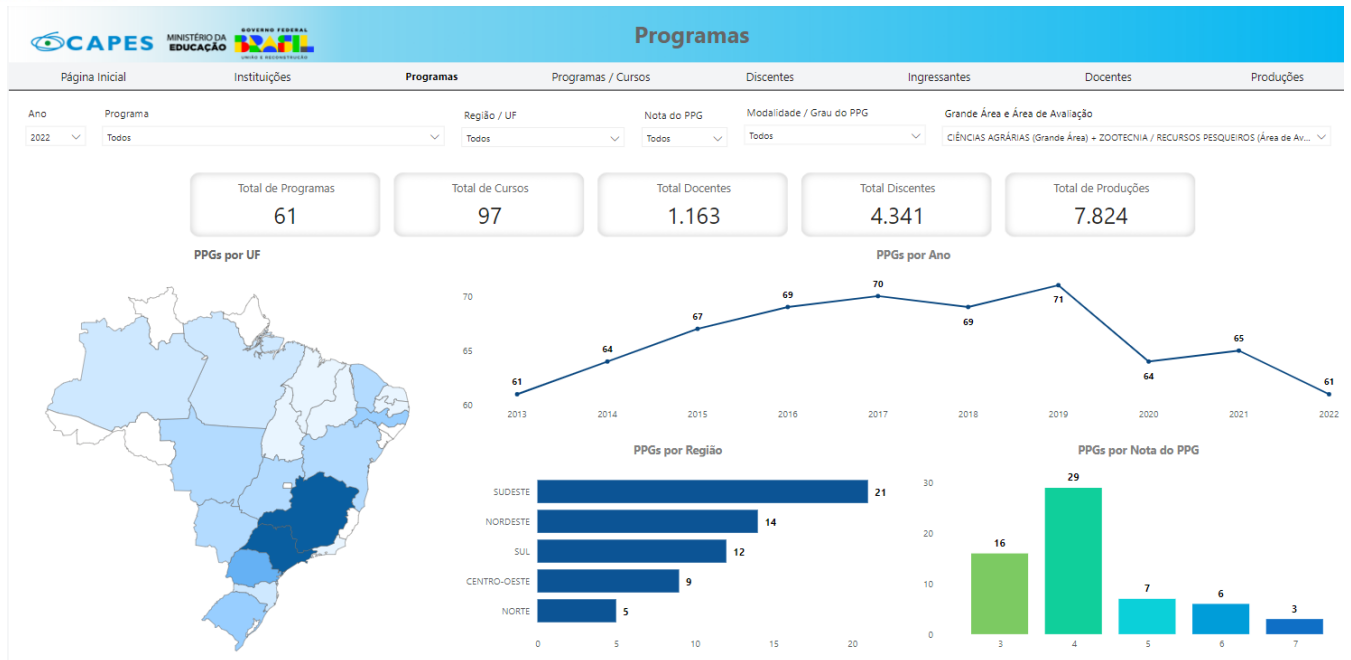 CAPES
MINISTÉRIO DA
EDUCAÇÃO
GOVERNO FEDERAL
BRASIL
UNIÃO E RECONSTRUÇÃO
Programas
Página Inicial
Instituições
Programas
Programas / Cursos
Discentes
Ingressantes
Docentes
Produções
Ano
2022
Programa
Todos
Região / UF
Todos
Nota do PPG
Todos
Modalidade / Grau do PPG
Todos
Grande Área e Área de Avaliação
CIÊNCIAS AGRÁRIAS (Grande Área) + ZOOTECNIA / RECURSOS PESQUEIROS (Área de Av...
Total de Programas
61
Total de Cursos
97
Total Docentes
1.163
Total Discentes
4.341
Total de Produções
7.824
PPGs por UF
PPGs por Ano
70
65
60
61
64
67
69
70
69
71
64
65
61
2013
2014
2015
2016
2017
2018
2019
2020
2021
2022
PPGs por Região
SUDESTE
21
NORDESTE
14
SUL
12
CENTRO-OESTE
9
NORTE
5
0
5
10
15
20
PPGs por Nota do PPG
30
20
10
0
16
29
7
6
3
3
4
5
6
7